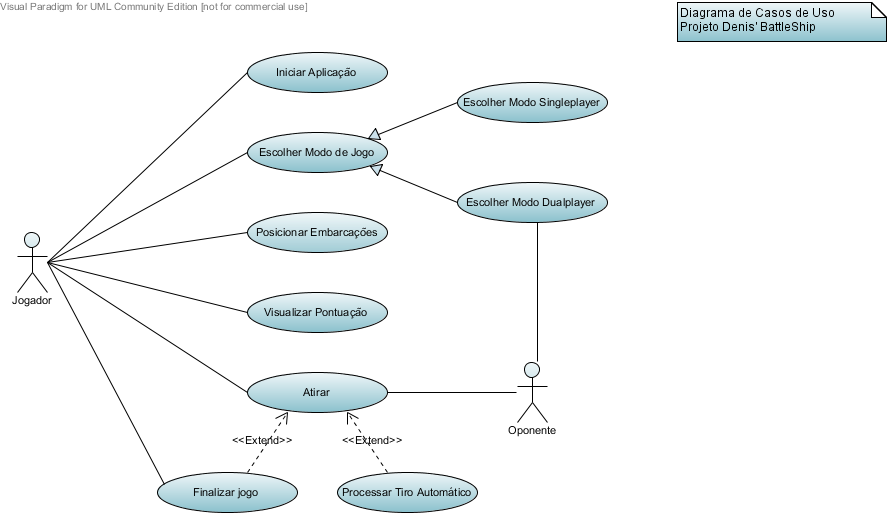 Visual Paradigm for UML Community Edition [not for commercial use]
Diagrama de Casos de Uso
Projeto Denis' BattleShip
Iniciar Aplicação
Escolher Modo Singleplayer
Escolher Modo de Jogo
Escolher Modo Dualplayer
Posicionar Embarcações
Jogador
Visualizar Pontuação
Atirar
Oponente
<<Extend>>
<<Extend>>
Finalizar jogo
Processar Tiro Automático